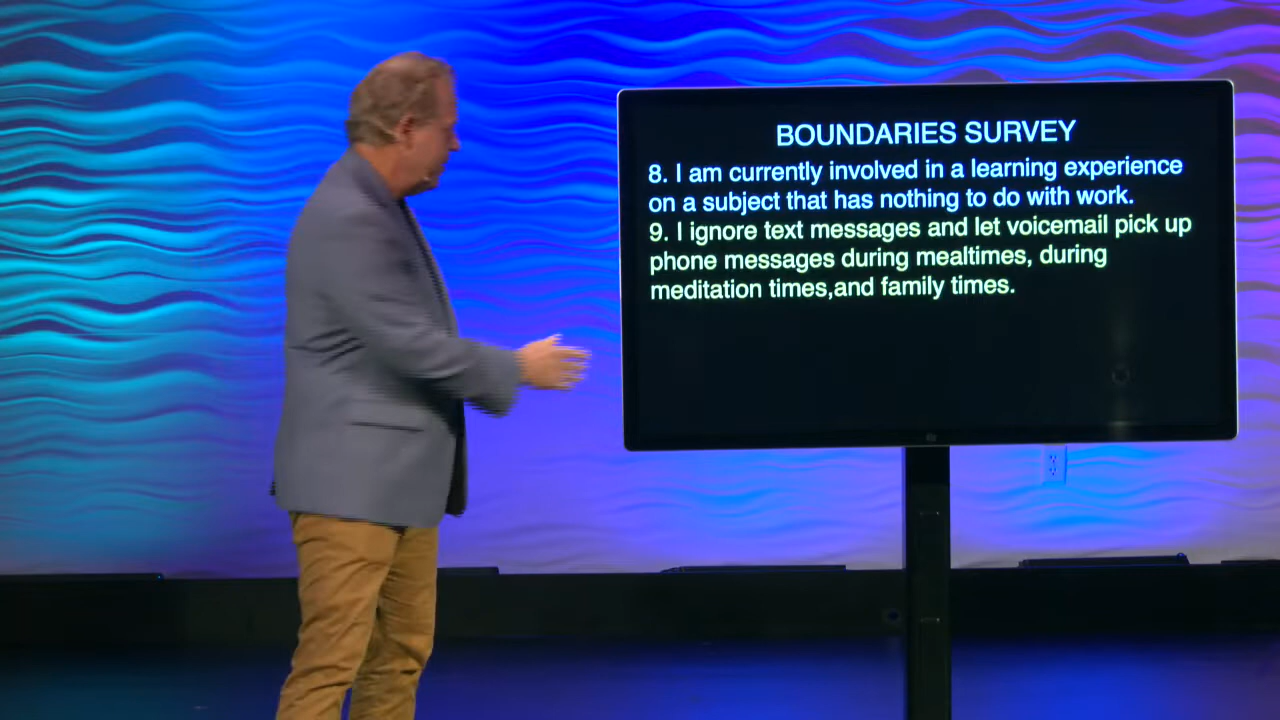 BOUNDARIES SURVEY
8. I am currently involved in a learning experience
on a subject that has nothing to do with work.
9. I ignore text messages and let voicemail pick up
phone messages during mealtimes, during
meditation times,and family times.